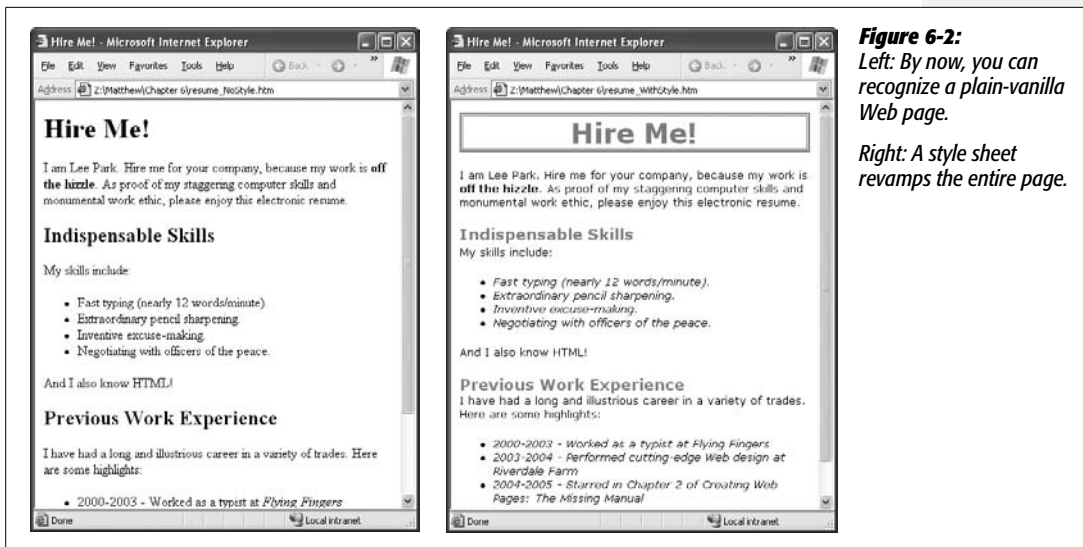 Hire Me! - Microsoft Internet Explorer
File Edit View Favorites Tools Help Back »
Address Z:\Matthew\Chapter 6\resume_NoStyle.htm
Hire Me!
I am Lee Park. Hire me for your company, because my work is off
the hizzle. As proof of my staggering computer skills and
monumental work ethic, please enjoy this electronic resume.
Indispensable Skills
My skills include:
• Fast typing (nearly 12 words/minute).
• Extraordinary pencil sharpening.
• Inventive excuse-making.
• Negotiating with officers of the peace.
And I also know HTML!
Previous Work Experience
I have had a long and illustrious career in a variety of trades. Here
are some highlights:
• 2000-2003 - Worked as a typist at Flying Fingers
Done Local intranet
Hire Me! - Microsoft Internet Explorer
File Edit View Favorites Tools Help Back »
Address Z:\Matthew\Chapter 6\resume_WithStyle.htm
Hire Me!
I am Lee Park. Hire me for your company, because my work is
off the hizzle. As proof of my staggering computer skills and
monumental work ethic, please enjoy this electronic resume.
Indispensable Skills
My skills include:
• Fast typing (nearly 12 words/minute).
• Extraordinary pencil sharpening.
• Inventive excuse-making.
• Negotiating with officers of the peace.
And I also know HTML!
Previous Work Experience
I have had a long and illustrious career in a variety of trades.
Here are some highlights:
• 2000-2003 - Worked as a typist at Flying Fingers
• 2003-2004 - Performed cutting-edge Web design at
Riverdale Farm
• 2004-2005 - Starred in Chapter 2 of Creating Web
Pages: The Missing Manual
Done Local intranet
Figure 6-2:
Left: By now, you can
recognize a plain-vanilla
Web page.
Right: A style sheet
revamps the entire page.